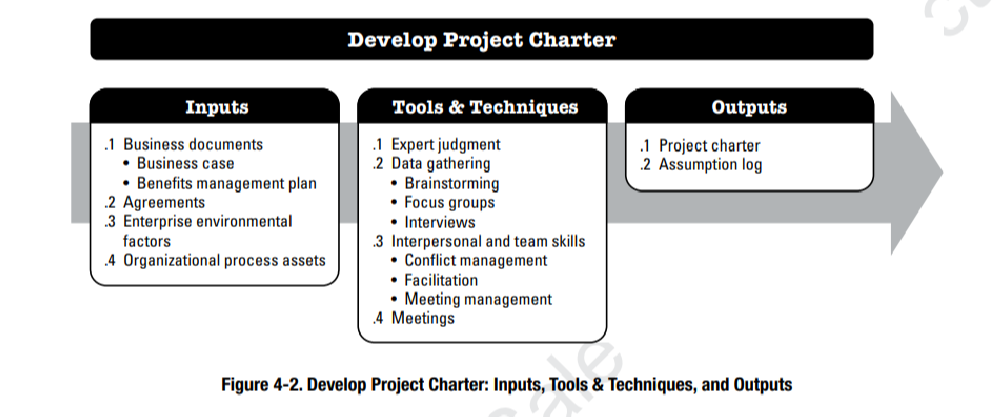 Develop Project Charter
Inputs
.1 Business documents
• Business case
• Benefits management plan
.2 Agreements
.3 Enterprise environmental
factors
.4 Organizational process assets
Tools & Techniques
.1 Expert judgment
.2 Data gathering
• Brainstorming
• Focus groups
• Interviews
.3 Interpersonal and team skills
• Conflict management
• Facilitation
• Meeting management
.4 Meetings
Outputs
.1 Project charter
.2 Assumption log
Figure 4-2. Develop Project Charter: Inputs, Tools & Techniques, and Outputs